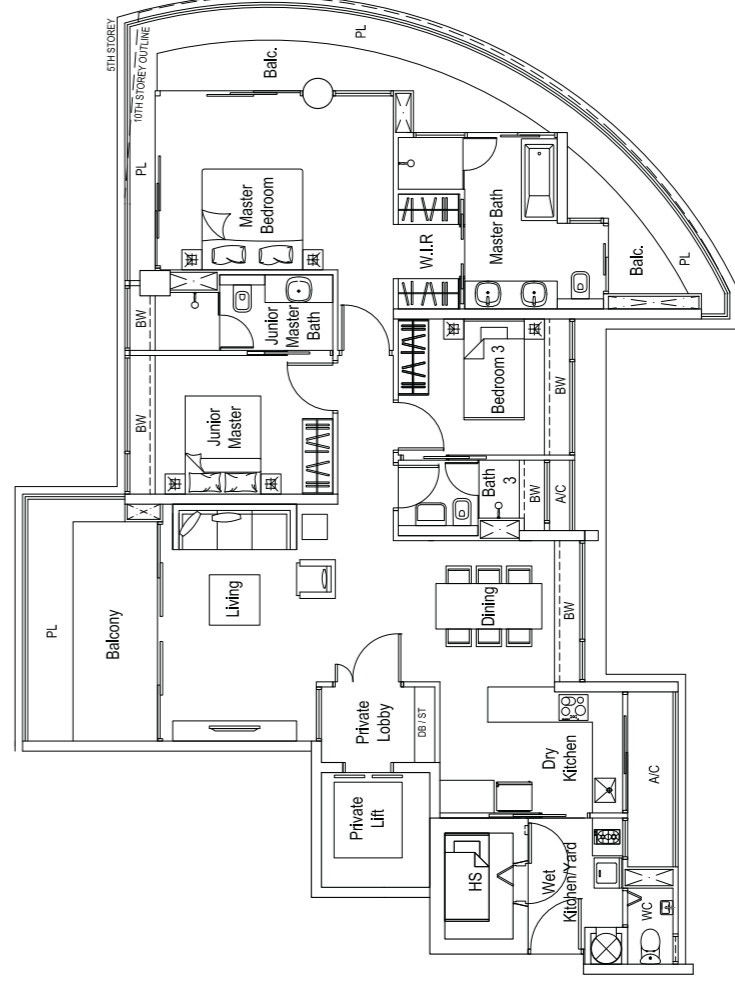 5TH STOREY
10TH STOREY OUTLINE
PL
Balc.
PL
Master
Bedroom
W.I.R
Master Bath
Balc.
PL
BW
Junior
Master
Bath
BW
Junior
Master
Bedroom 3
BW
Bath
3
BW
A/C
PL
Balcony
Living
Dining
BW
Private
Lobby
DB / ST
Dry
Kitchen
A/C
Private
Lift
HS
Wet
Kitchen/Yard
WC